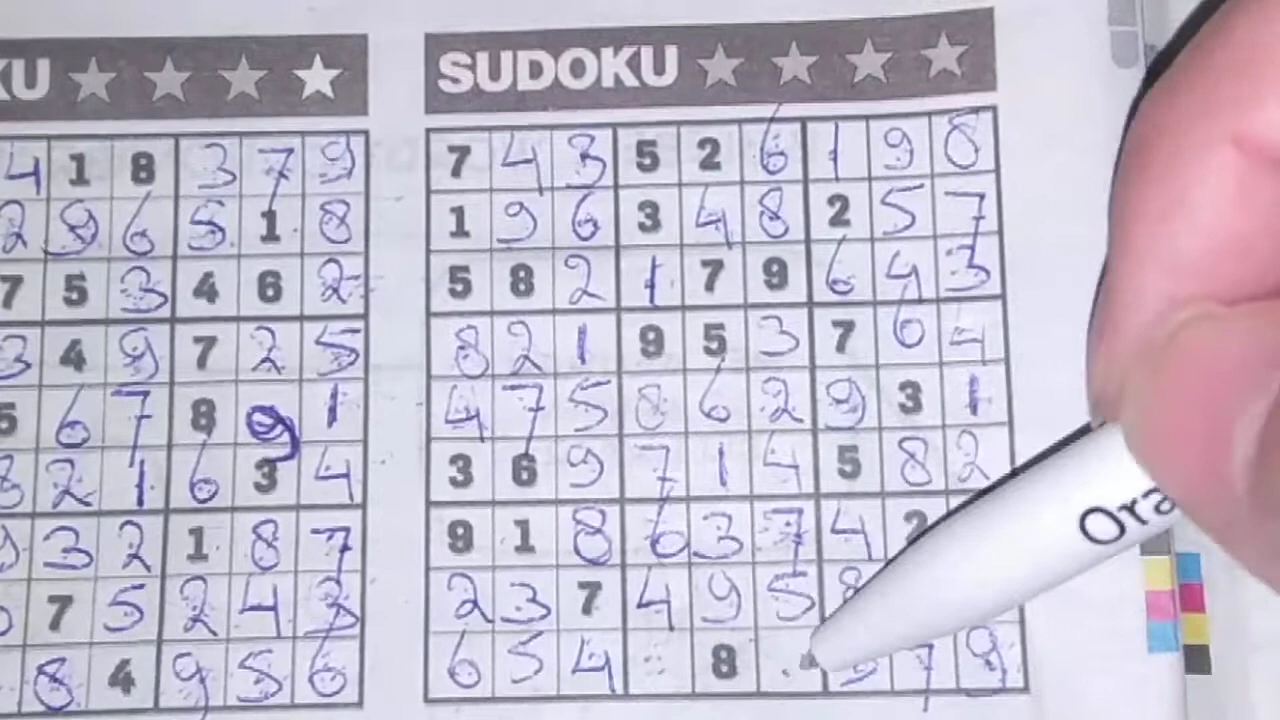 KU SUDOKU
4 1 8 3 7 9 7 4 3 5 2 6 1 9 8
2 9 6 5 1 8 1 9 6 3 4 8 2 5 7
7 5 3 4 6 2 5 8 2 1 7 9 6 4 3
3 4 9 7 2 5 8 2 1 9 5 3 7 6 4
5 6 7 8 9 1 4 7 5 8 6 2 9 3 1
8 2 1 6 3 4 3 6 9 7 1 4 5 8 2
9 3 2 1 8 7 9 1 8 6 3 7 4 2
7 5 2 4 3 2 3 7 4 9 5 8
8 4 9 5 6 6 5 4 8 3 7 9
Ora